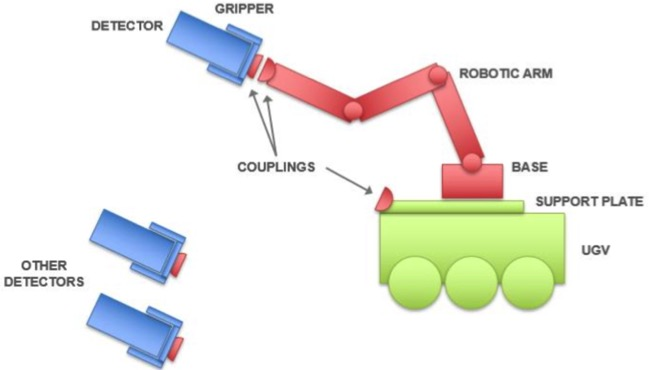 GRIPPER
DETECTOR
ROBOTIC ARM
COUPLINGS
BASE
SUPPORT PLATE
UGV
OTHER
DETECTORS